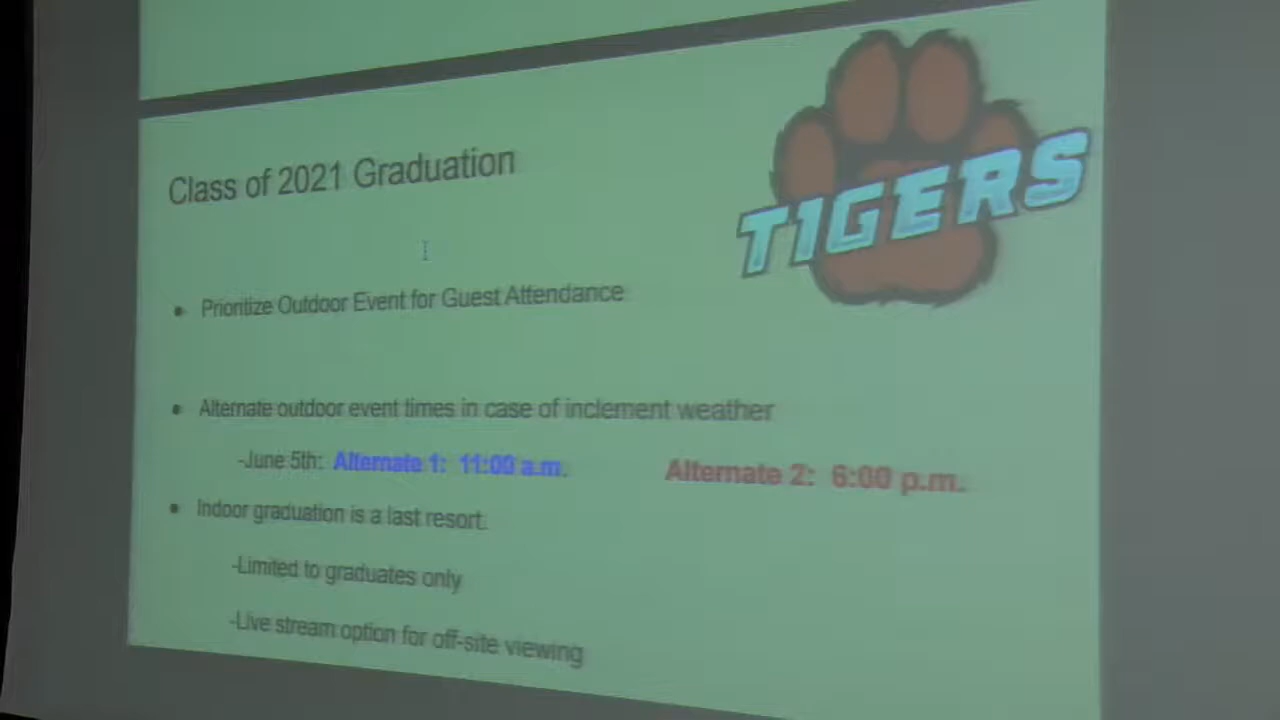 Class of 2021 Graduation
TIGERS
Prioritize Outdoor Event for Guest Attendance
Alternate outdoor event times in case of inclement weather
-June 5th: Alternate 1: 11:00 a.m. Alternate 2: 6:00 p.m.
Indoor graduation is a last resort.
-Limited to graduates only
-Live stream option for off-site viewing